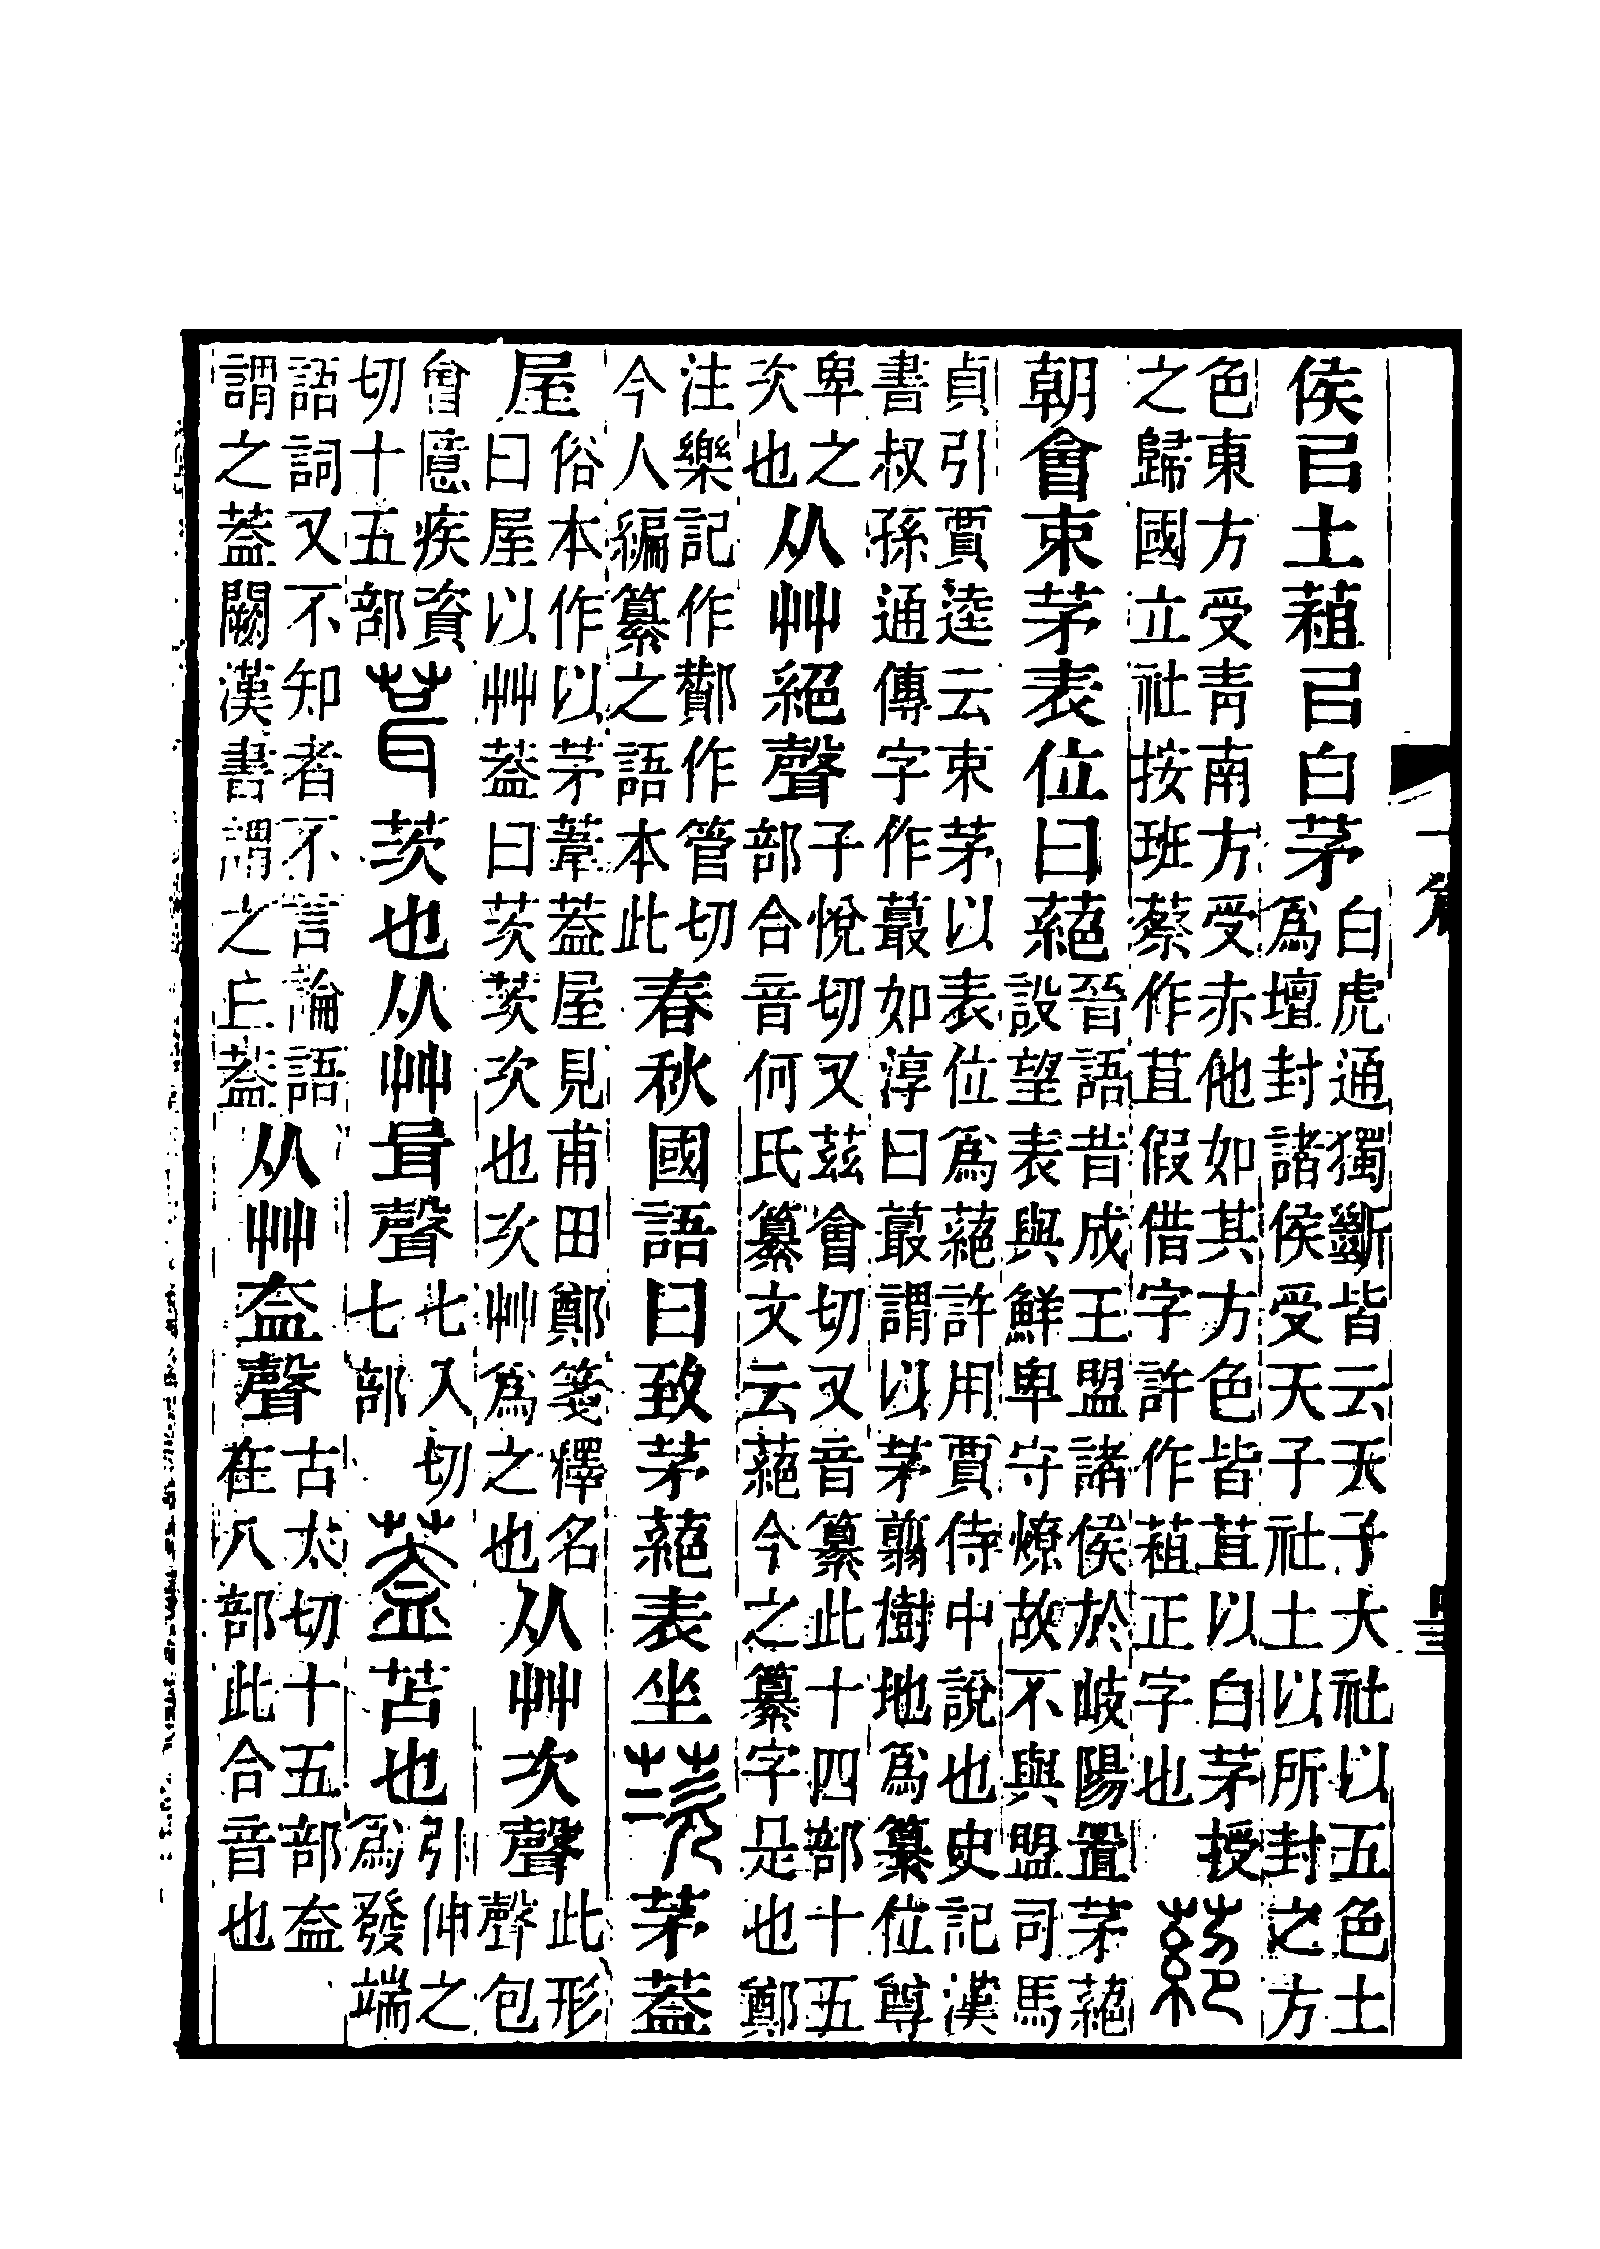 侯㠯土蒩㠯白茅白虎通獨斷皆云天子大社以五色土爲壇封諸侯受天子社土以所封之方
色東方受青南方受赤他如其方色皆苴以白茅授之歸國立社按班蔡作苴假借字許作蒩正字也蕝
朝會束茅表位曰蕝晉語昔成王盟諸侯於岐陽置茅蕝設望表與鮮卑守燎故不與盟司馬
貞引賈逵云束茅以表位爲蕝許用賈侍中說也史記漢書叔孫通傳字作蕞如淳曰蕞謂以茅翦樹地爲纂位尊
卑之次也从艸絕聲子悅切又茲會切又音纂此十四部十五部合音何氏纂文云蕝今之纂字是也鄭
注樂記作酇作管切今人編纂之語本此春秋國語曰致茅蕝表坐茨茅蓋
屋俗本作以茅葦蓋屋見甫田鄭箋釋名曰屋以艸蓋曰茨茨次也次艸爲之也从艸次聲此形聲包
會意疾資切十五部葺茨也从艸咠聲七入切七部蓋苫也引伸之爲發端
語詞又不知者不言論語謂之蓋闕漢書謂之丘蓋从艸盇聲古太切十五部盇在八部此合音也
一篇